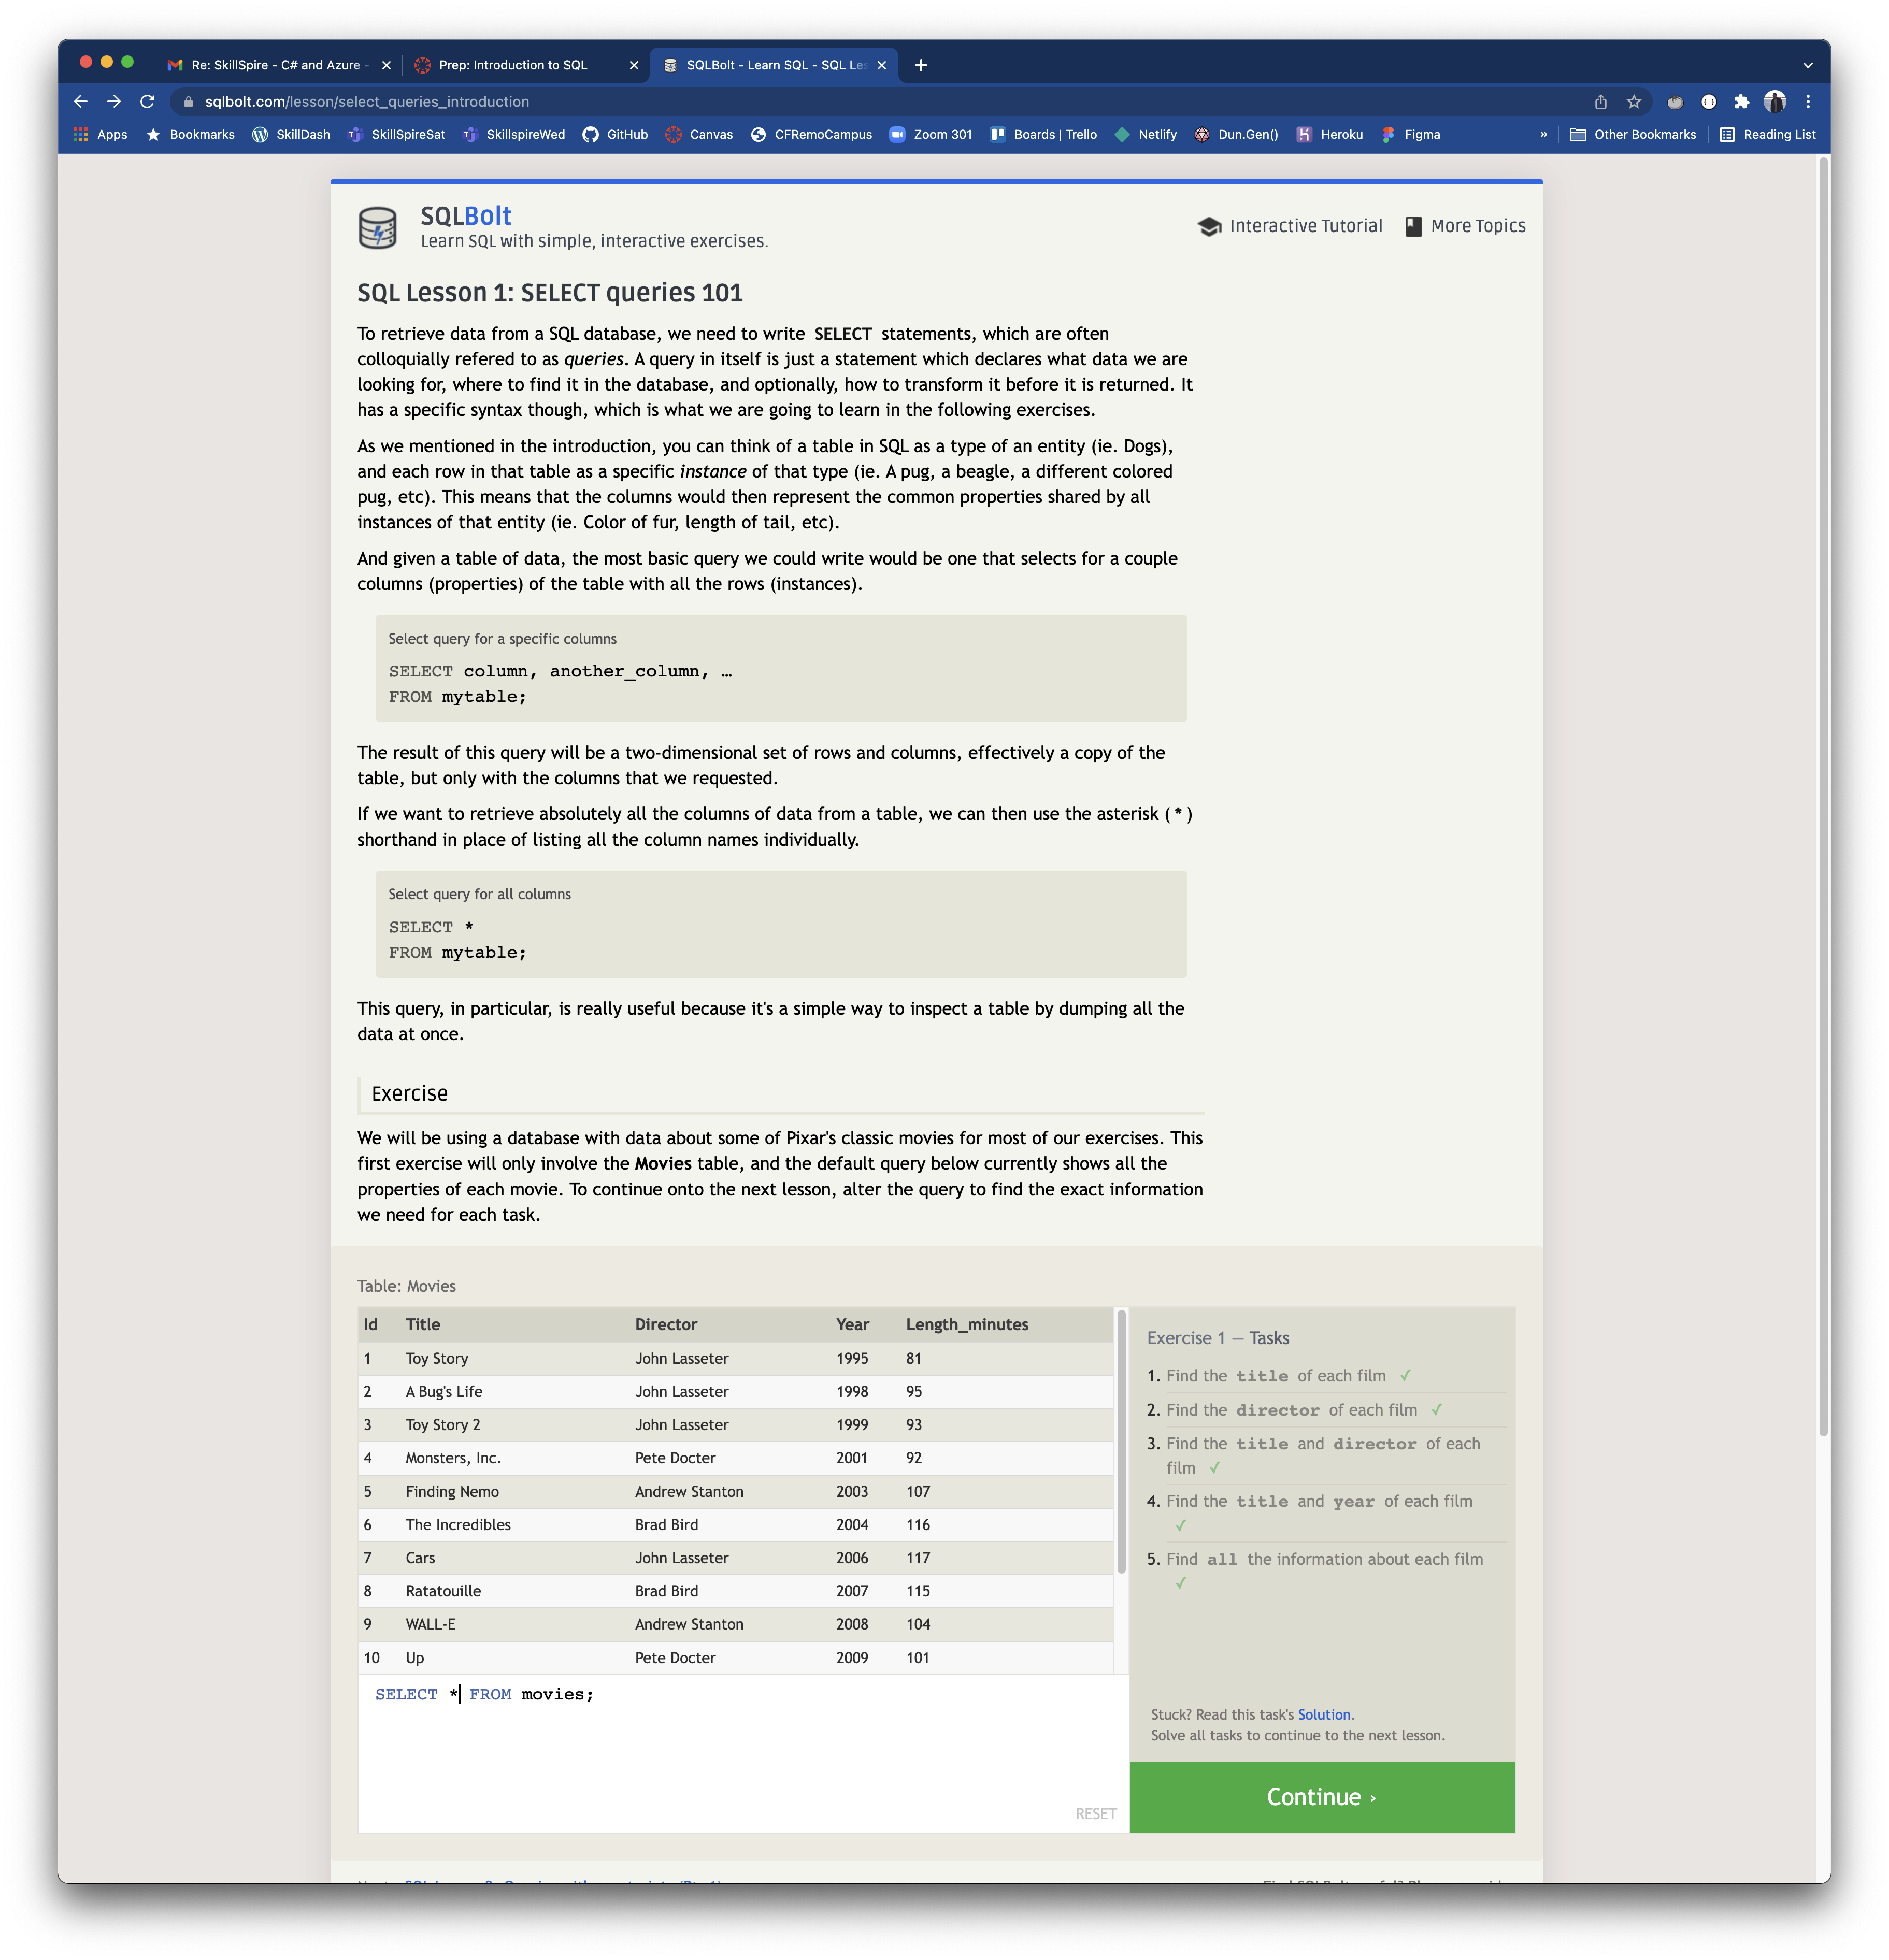 Re: SkillSpire - C# and Azure -
Prep: Introduction to SQL
SQLBolt - Learn SQL - SQL Les
sqlbolt.com/lesson/select_queries_introduction
Apps
Bookmarks
SkillDash
SkillSpireSat
SkillspireWed
GitHub
Canvas
CFRemoCampus
Zoom 301
Boards | Trello
Netlify
Dun.Gen()
Heroku
Figma
»
Other Bookmarks
Reading List
SQLBolt
Learn SQL with simple, interactive exercises.
Interactive Tutorial
More Topics
SQL Lesson 1: SELECT queries 101
To retrieve data from a SQL database, we need to write SELECT statements, which are often
colloquially refered to as queries. A query in itself is just a statement which declares what data we are
looking for, where to find it in the database, and optionally, how to transform it before it is returned. It
has a specific syntax though, which is what we are going to learn in the following exercises.
As we mentioned in the introduction, you can think of a table in SQL as a type of an entity (ie. Dogs),
and each row in that table as a specific instance of that type (ie. A pug, a beagle, a different colored
pug, etc). This means that the columns would then represent the common properties shared by all
instances of that entity (ie. Color of fur, length of tail, etc).
And given a table of data, the most basic query we could write would be one that selects for a couple
columns (properties) of the table with all the rows (instances).
Select query for a specific columns
SELECT column, another_column, …
FROM mytable;
The result of this query will be a two-dimensional set of rows and columns, effectively a copy of the
table, but only with the columns that we requested.
If we want to retrieve absolutely all the columns of data from a table, we can then use the asterisk (*)
shorthand in place of listing all the column names individually.
Select query for all columns
SELECT *
FROM mytable;
This query, in particular, is really useful because it's a simple way to inspect a table by dumping all the
data at once.
Exercise
We will be using a database with data about some of Pixar's classic movies for most of our exercises. This
first exercise will only involve the Movies table, and the default query below currently shows all the
properties of each movie. To continue onto the next lesson, alter the query to find the exact information
we need for each task.
Table: Movies
Id Title Director Year Length_minutes
1 Toy Story John Lasseter 1995 81
2 A Bug's Life John Lasseter 1998 95
3 Toy Story 2 John Lasseter 1999 93
4 Monsters, Inc. Pete Docter 2001 92
5 Finding Nemo Andrew Stanton 2003 107
6 The Incredibles Brad Bird 2004 116
7 Cars John Lasseter 2006 117
8 Ratatouille Brad Bird 2007 115
9 WALL-E Andrew Stanton 2008 104
10 Up Pete Docter 2009 101
SELECT * FROM movies;
RESET
Exercise 1 — Tasks
1. Find the title of each film ✓
2. Find the director of each film ✓
3. Find the title and director of each
film ✓
4. Find the title and year of each film
✓
5. Find all the information about each film
✓
Stuck? Read this task's Solution.
Solve all tasks to continue to the next lesson.
Continue ›